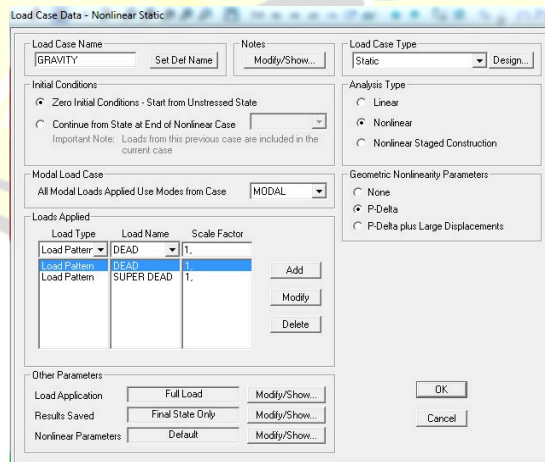 Load Case Data - Nonlinear Static
Load Case Name
GRAVITY
Set Def Name
Notes
Modify/Show...
Load Case Type
Static
Design...
Initial Conditions
Zero Initial Conditions - Start from Unstressed State
Continue from State at End of Nonlinear Case
Important Note: Loads from this previous case are included in the
current case
Analysis Type
Linear
Nonlinear
Nonlinear Staged Construction
Modal Load Case
All Modal Loads Applied Use Modes from Case
MODAL
Geometric Nonlinearity Parameters
None
P-Delta
P-Delta plus Large Displacements
Loads Applied
Load Type Load Name Scale Factor
Load Pattern DEAD 1,
Load Pattern DEAD 1,
Load Pattern SUPER DEAD 1,
Add
Modify
Delete
Other Parameters
Load Application Full Load Modify/Show...
Results Saved Final State Only Modify/Show...
Nonlinear Parameters Default Modify/Show...
OK
Cancel